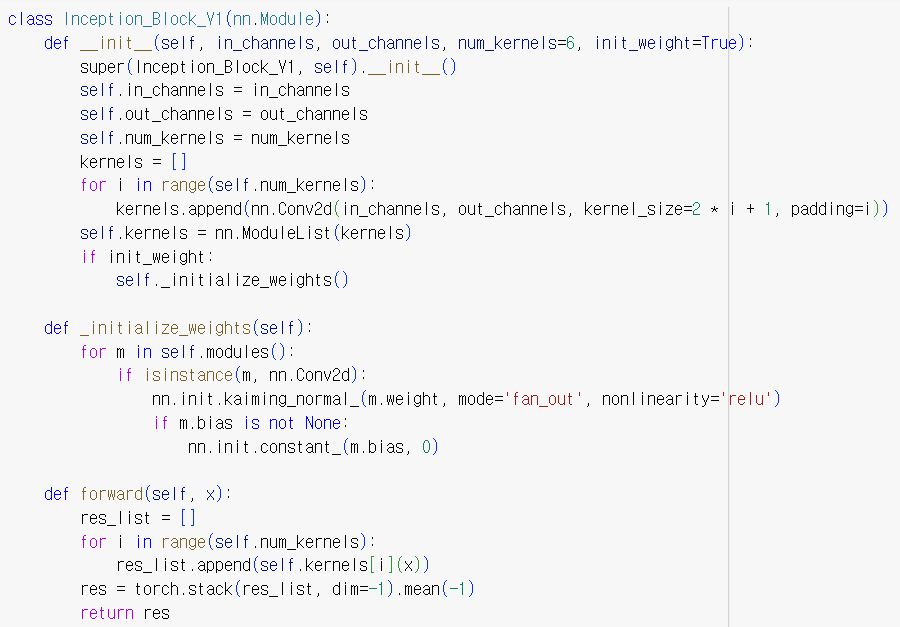 class Inception_Block_V1(nn.Module):
    def __init__(self, in_channels, out_channels, num_kernels=6, init_weight=True):
        super(Inception_Block_V1, self).__init__()
        self.in_channels = in_channels
        self.out_channels = out_channels
        self.num_kernels = num_kernels
        kernels = []
        for i in range(self.num_kernels):
            kernels.append(nn.Conv2d(in_channels, out_channels, kernel_size=2 * i + 1, padding=i))
        self.kernels = nn.ModuleList(kernels)
        if init_weight:
            self._initialize_weights()
    def _initialize_weights(self):
        for m in self.modules():
            if isinstance(m, nn.Conv2d):
                nn.init.kaiming_normal_(m.weight, mode='fan_out', nonlinearity='relu')
                if m.bias is not None:
                    nn.init.constant_(m.bias, 0)
    def forward(self, x):
        res_list = []
        for i in range(self.num_kernels):
            res_list.append(self.kernels[i](x))
        res = torch.stack(res_list, dim=-1).mean(-1)
        return res